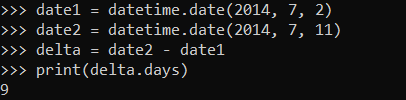 >>> date1 = datetime.date(2014, 7, 2)
>>> date2 = datetime.date(2014, 7, 11)
>>> delta = date2 - date1
>>> print(delta.days)
9